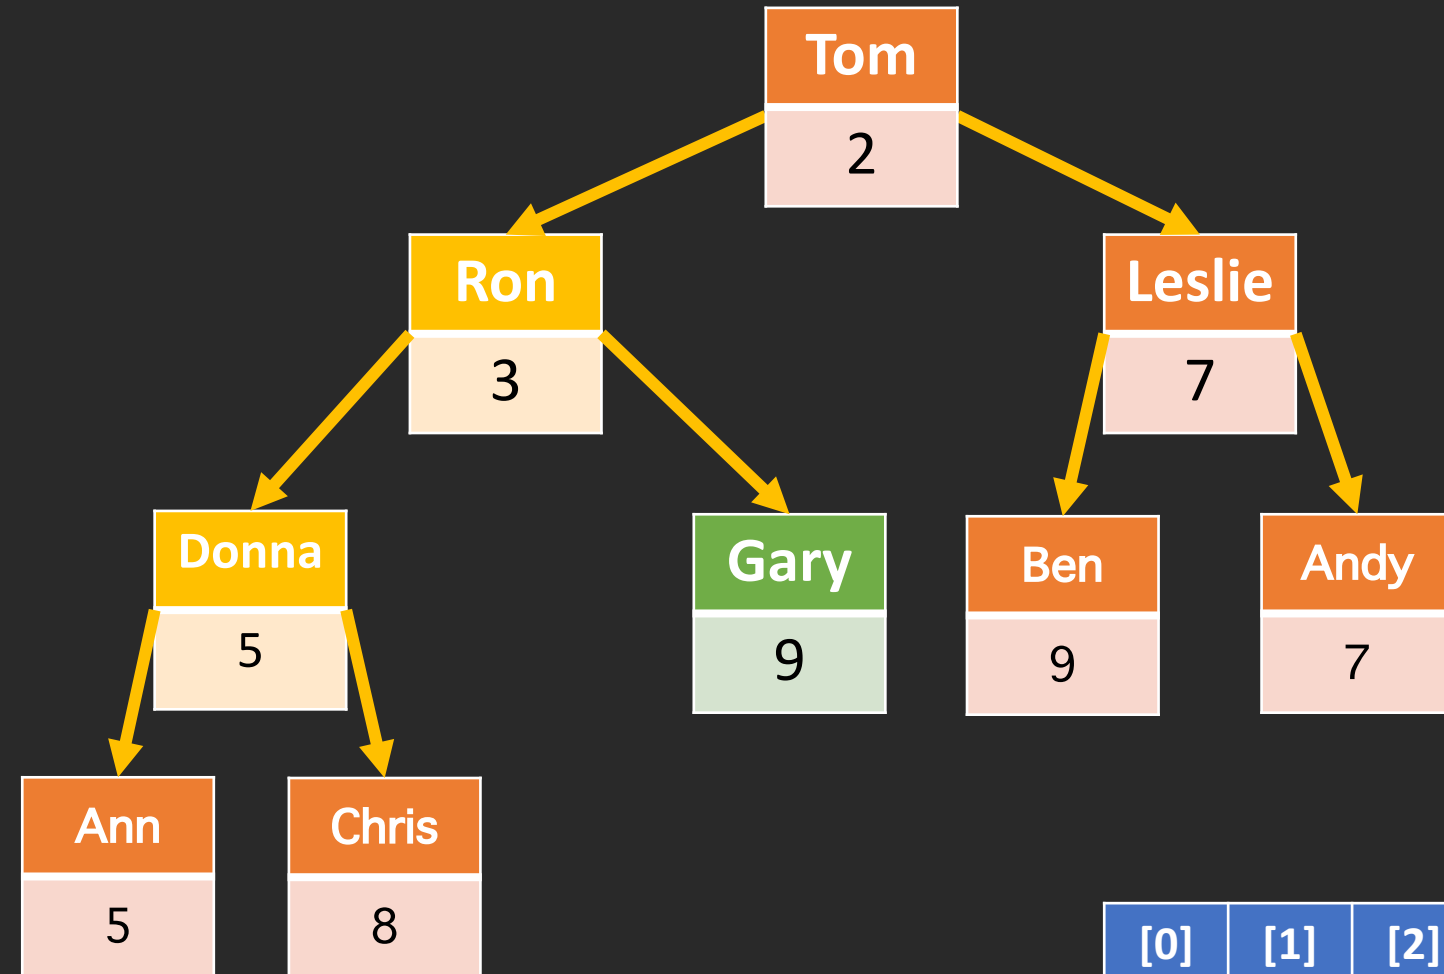 Tom
2
Ron
Leslie
3
7
Donna
Gary
Ben
Andy
5
9
9
7
Ann
Chris
5
8
[0] [1] [2]